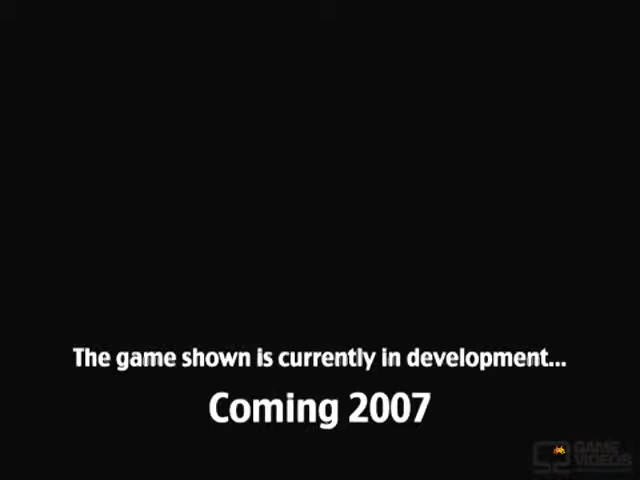 The game shown is currently in development...
Coming 2007
GAME
VIDEOS